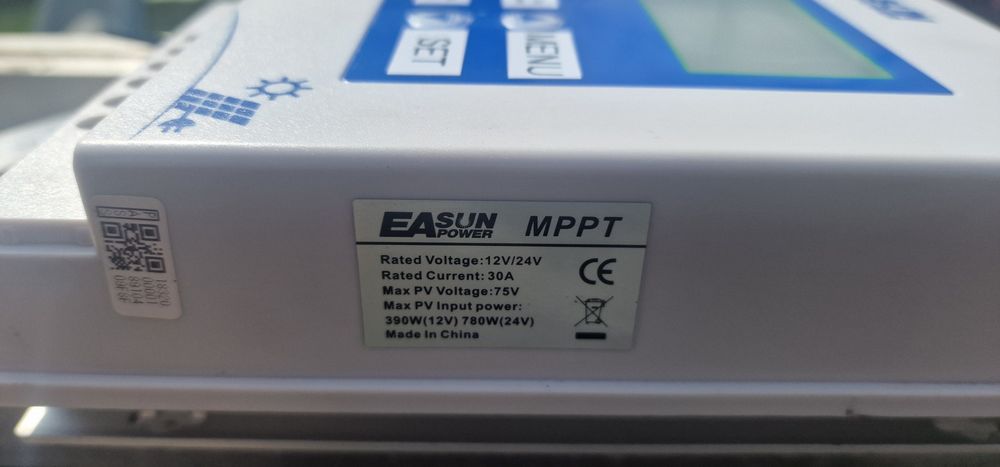 SET
MENU
PASS
EASUN POWER MPPT
Rated Voltage:12V/24V
Rated Current: 30A
Max PV Voltage:75V
Max PV Input power:
390W(12V) 780W(24V)
Made In China
CE